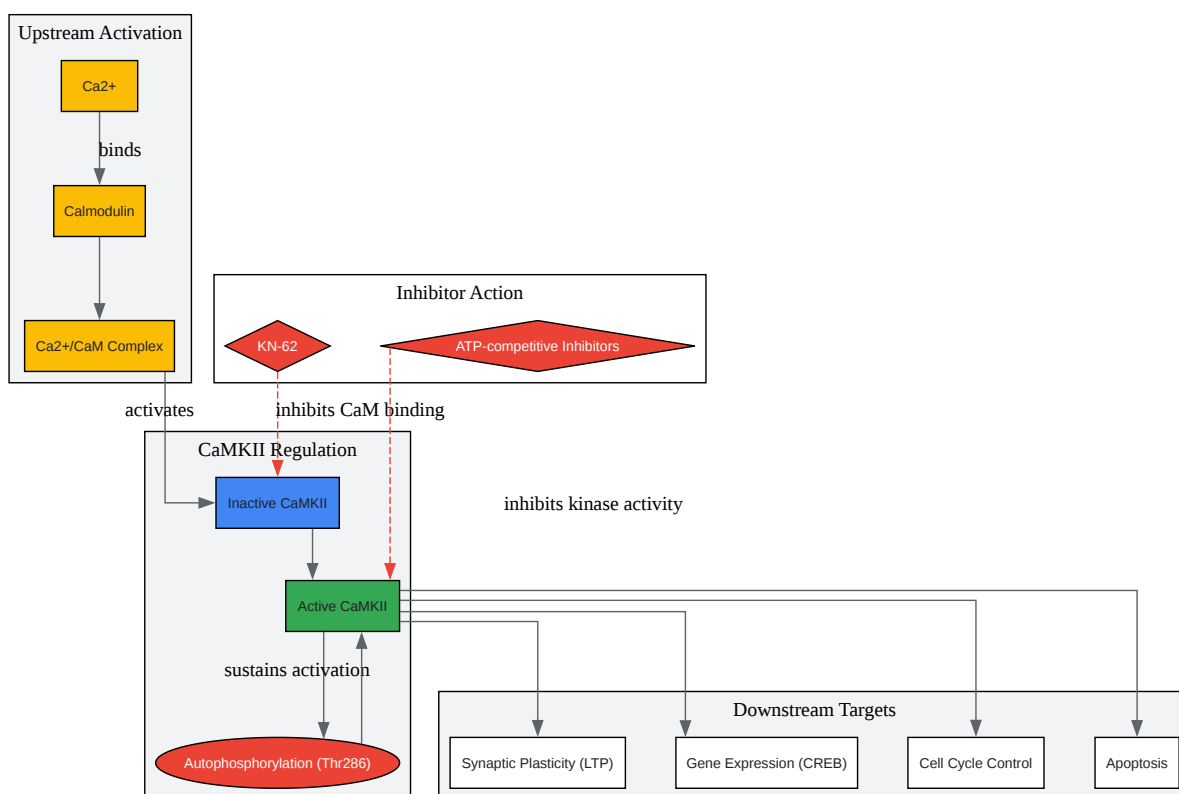 Upstream Activation
Ca2+
binds
Calmodulin
Ca2+/CaM Complex
Inhibitor Action
KN-62
ATP-competitive Inhibitors
activates
inhibits CaM binding
CaMKII Regulation
Inactive CaMKII
inhibits kinase activity
Active CaMKII
sustains activation
Autophosphorylation (Thr286)
Downstream Targets
Synaptic Plasticity (LTP)
Gene Expression (CREB)
Cell Cycle Control
Apoptosis